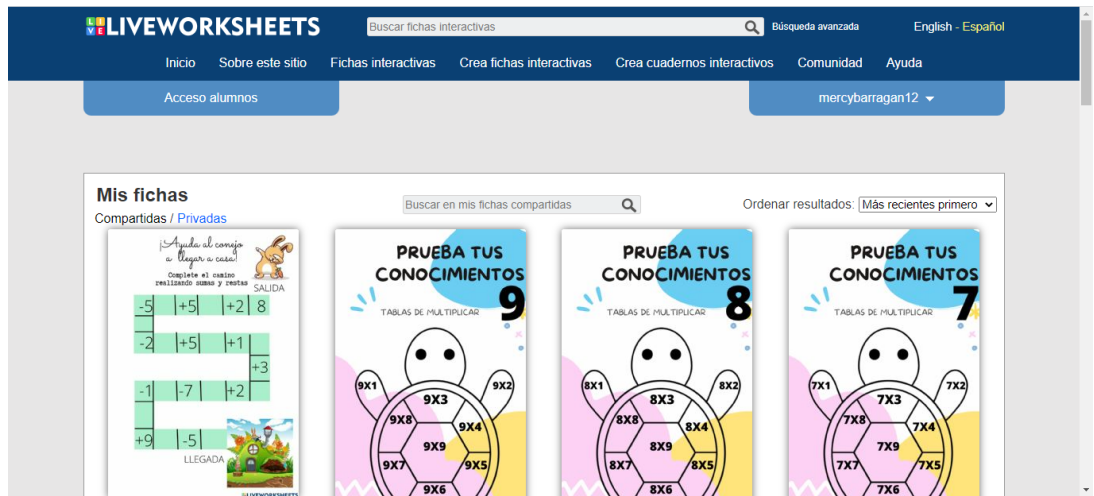 LIVE LIVEWORKSHEETS
Buscar fichas interactivas
Búsqueda avanzada
English - Español
Inicio Sobre este sitio Fichas interactivas Crea fichas interactivas Crea cuadernos interactivos Comunidad Ayuda
Acceso alumnos
mercybarragan12
Mis fichas
Compartidas / Privadas
Buscar en mis fichas compartidas
Ordenar resultados: Más recientes primero
¡Ayuda al conejo
a llegar a casa!
Complete el camino
realizando sumas y restas
SALIDA
-5 +5 +2 8
-2 +5 +1
+3
-1 -7 +2
+9 -5
LLEGADA
LIVEWORKSHEETS
PRUEBA TUS
CONOCIMIENTOS
9
TABLAS DE MULTIPLICAR
9X1 9X2
9X3
9X8 9X4
9X9
9X7 9X5
9X6
PRUEBA TUS
CONOCIMIENTOS
8
TABLAS DE MULTIPLICAR
8X1 8X2
8X3
8X8 8X4
8X9
8X7 8X5
8X6
PRUEBA TUS
CONOCIMIENTOS
7
TABLAS DE MULTIPLICAR
7X1 7X2
7X3
7X8 7X4
7X9
7X7 7X5
7X6